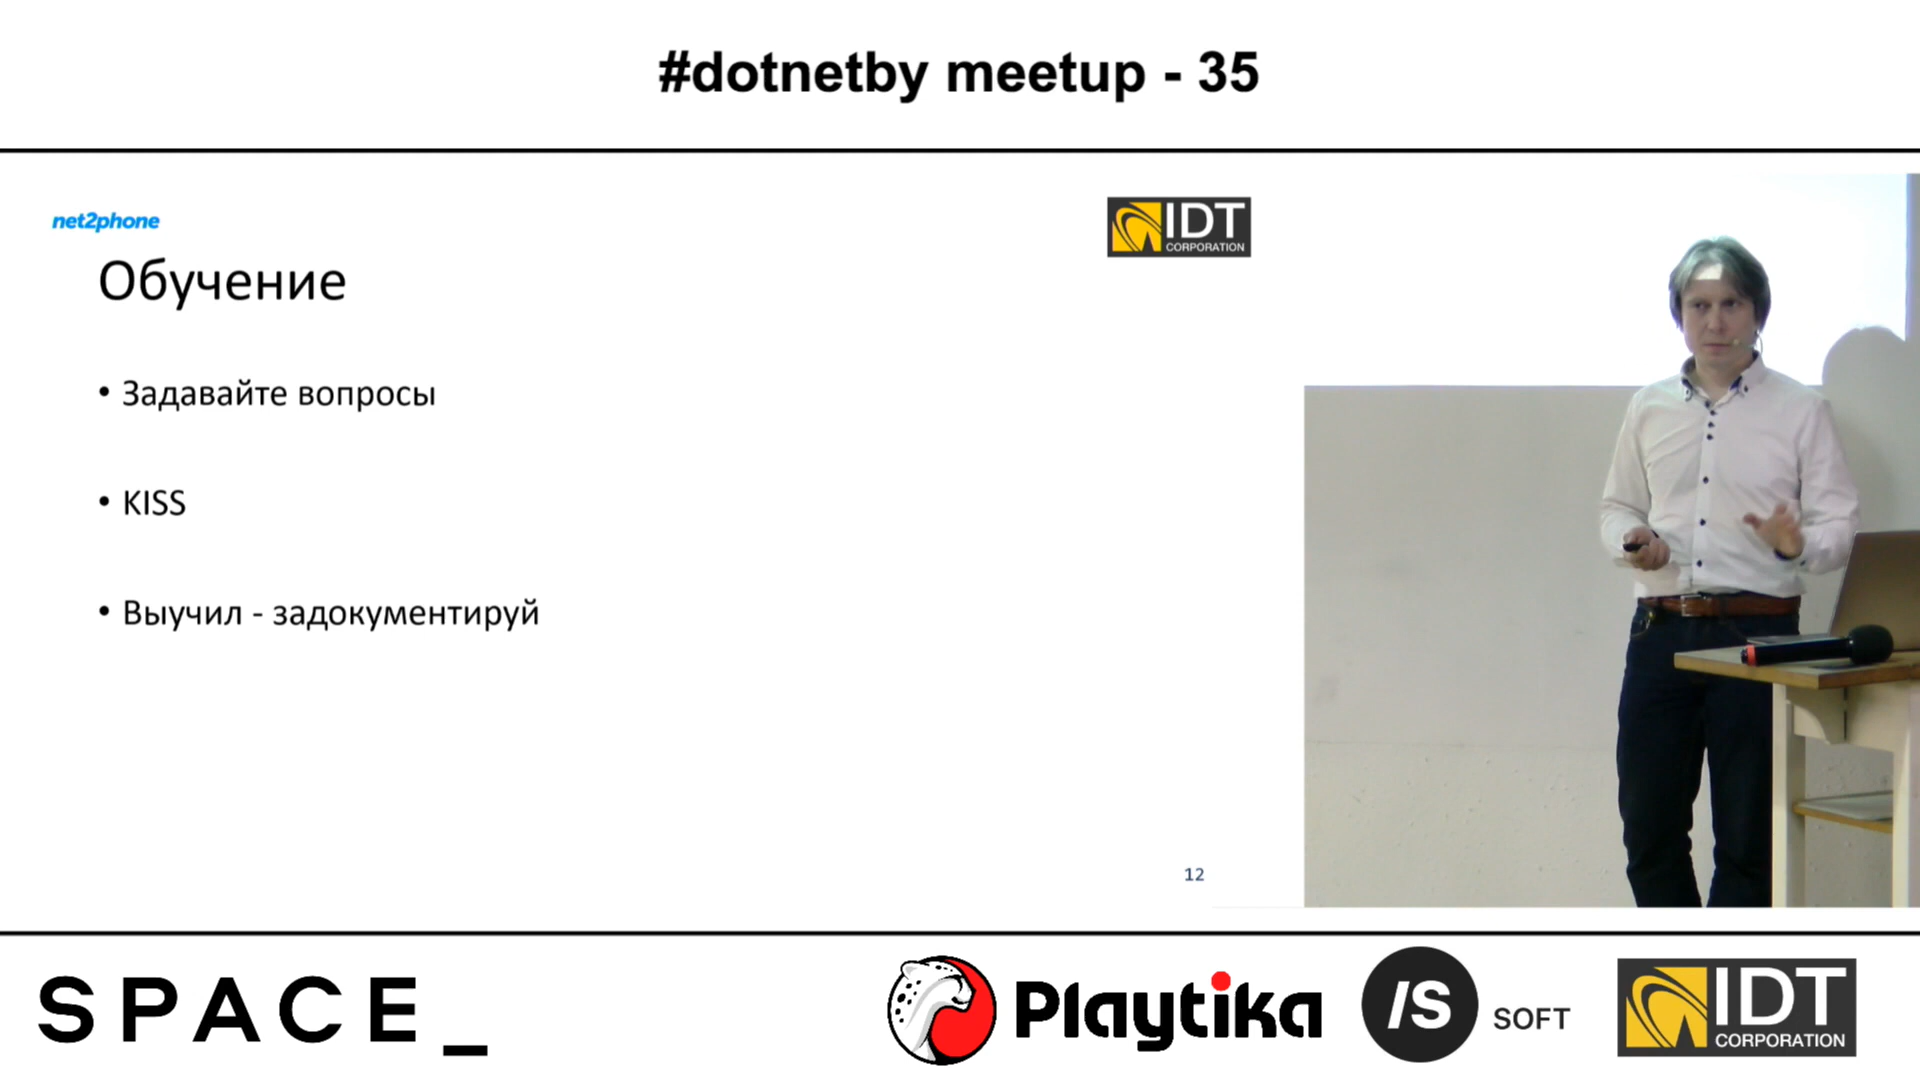 #dotnetby meetup - 35
net2phone
IDT
CORPORATION
Обучение
• Задавайте вопросы
• KISS
• Выучил - задокументируй
12
SPACE_
Playtika
/S SOFT
IDT
CORPORATION